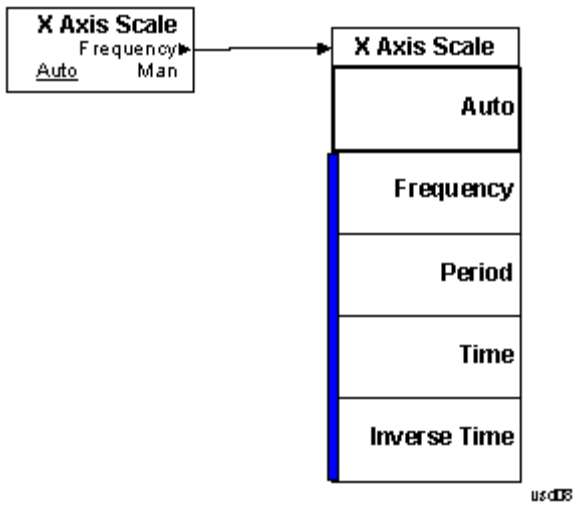 X Axis Scale
Frequency
Auto Man
X Axis Scale
Auto
Frequency
Period
Time
Inverse Time
usd08